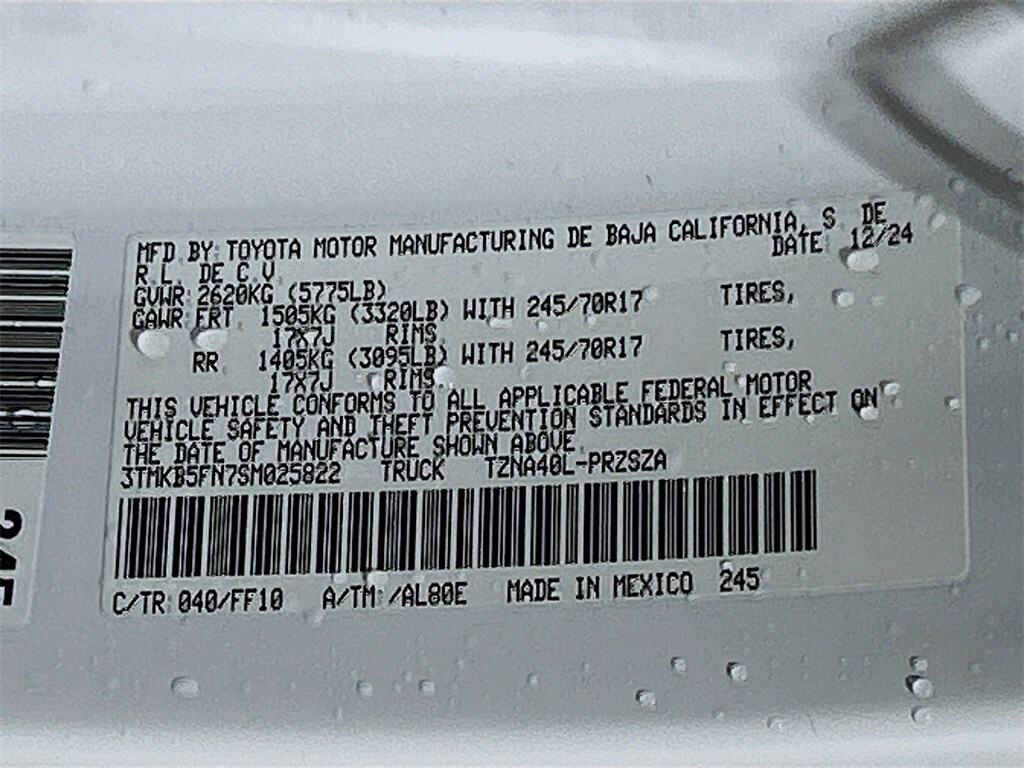 MFD BY: TOYOTA MOTOR MANUFACTURING DE BAJA CALIFORNIA, S. DE
R.L. DE C.V. DATE: 12/24
GVWR: 2620KG (5775LB)
GAWR: FRT 1505KG (3320LB) WITH 245/70R17 TIRES,
17X7J RIMS.
RR 1405KG (3095LB) WITH 245/70R17 TIRES,
17X7J RIMS.
THIS VEHICLE CONFORMS TO ALL APPLICABLE FEDERAL MOTOR
VEHICLE SAFETY AND THEFT PREVENTION STANDARDS IN EFFECT ON
THE DATE OF MANUFACTURE SHOWN ABOVE.
3TMKB5FN7SM025822 TRUCK TZNA40L-PRZSZA
C/TR: 040/FF10 A/TM: /AL80E MADE IN MEXICO 245